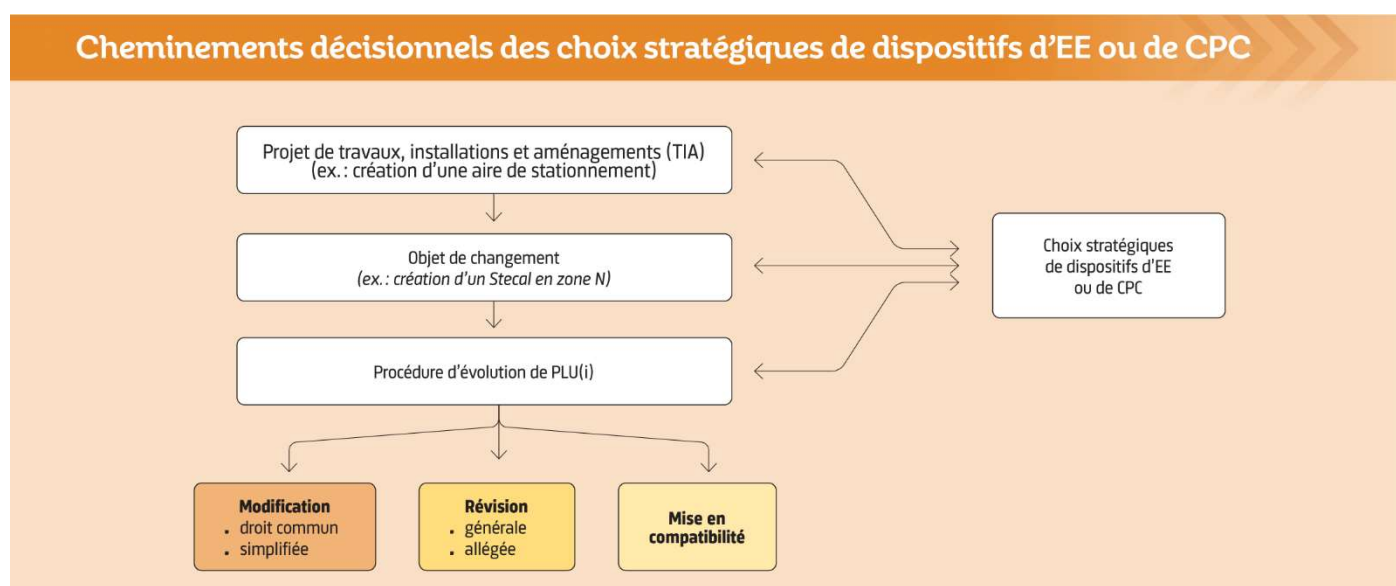 Cheminements décisionnels des choix stratégiques de dispositifs d'EE ou de CPC
Projet de travaux, installations et aménagements (TIA)
(ex. : création d'une aire de stationnement)
Objet de changement
(ex. : création d'un Stecal en zone N)
Choix stratégiques
de dispositifs d'EE
ou de CPC
Procédure d'évolution de PLU(i)
Modification
. droit commun
. simplifiée
Révision
. générale
. allégée
Mise en
compatibilité